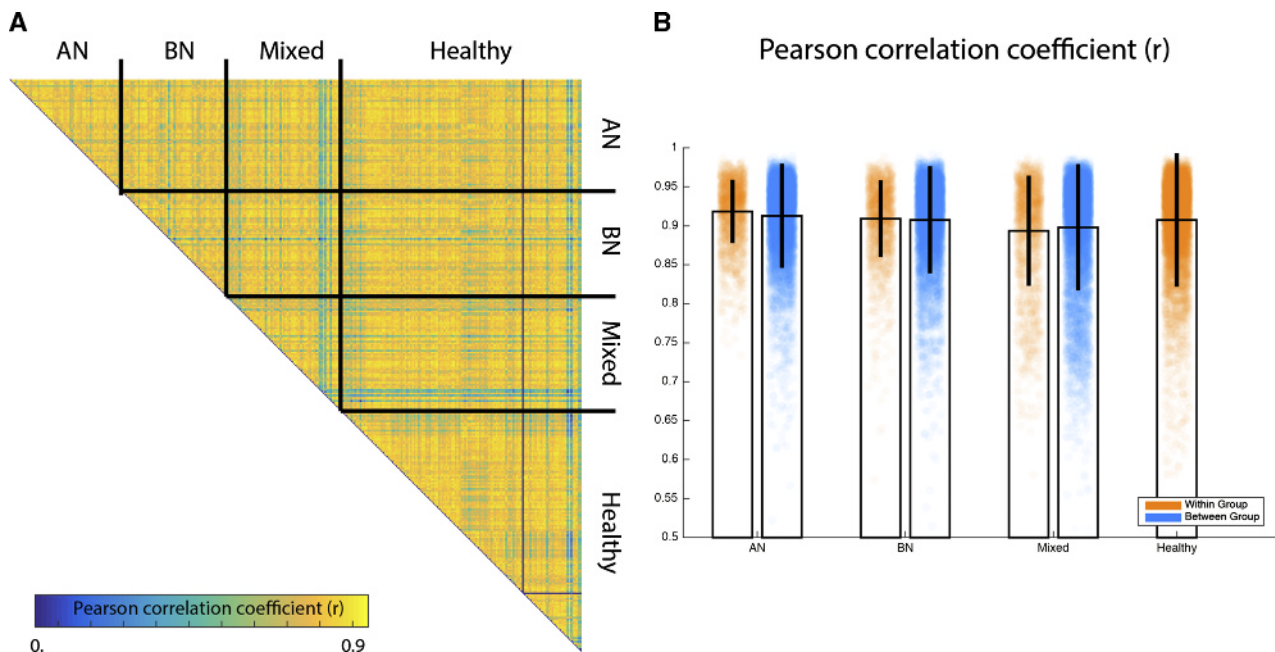 A
AN BN Mixed Healthy
AN
BN
Mixed
Healthy
Pearson correlation coefficient (r)
0. 0.9
B
Pearson correlation coefficient (r)
1
0.95
0.9
0.85
0.8
0.75
0.7
0.65
0.6
0.55
0.5
Within Group
Between Group
AN BN Mixed Healthy